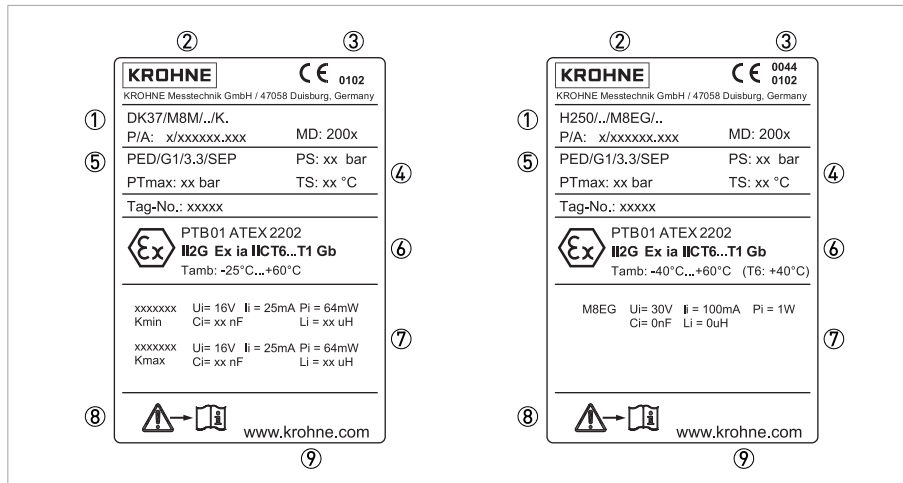 ② ③
KROHNE CE 0102
KROHNE Messtechnik GmbH / 47058 Duisburg, Germany
① DK37/M8M/../K.
P/A: x/xxxxxx.xxx MD: 200x
⑤ PED/G1/3.3/SEP PS: xx bar
④
PTmax: xx bar TS: xx °C
Tag-No.: xxxxx
Ex PTB01 ATEX 2202
II2G Ex ia IICT6...T1 Gb ⑥
Tamb: -25°C...+60°C
xxxxxxx Ui= 16V Ii = 25mA Pi = 64mW
Kmin Ci= xx nF Li = xx uH
⑦
xxxxxxx Ui= 16V Ii = 25mA Pi = 64mW
Kmax Ci= xx nF Li = xx uH
⑧ i
www.krohne.com
⑨
② ③
KROHNE CE 0044
0102
KROHNE Messtechnik GmbH / 47058 Duisburg, Germany
① H250/../M8EG/..
P/A: x/xxxxxx.xxx MD: 200x
⑤ PED/G1/3.3/SEP PS: xx bar
④
PTmax: xx bar TS: xx °C
Tag-No.: xxxxx
Ex PTB01 ATEX 2202
II2G Ex ia IICT6...T1 Gb ⑥
Tamb: -40°C...+60°C (T6: +40°C)
M8EG Ui= 30V Ii = 100mA Pi = 1W
Ci= 0nF Li = 0uH
⑦
⑧ i
www.krohne.com
⑨